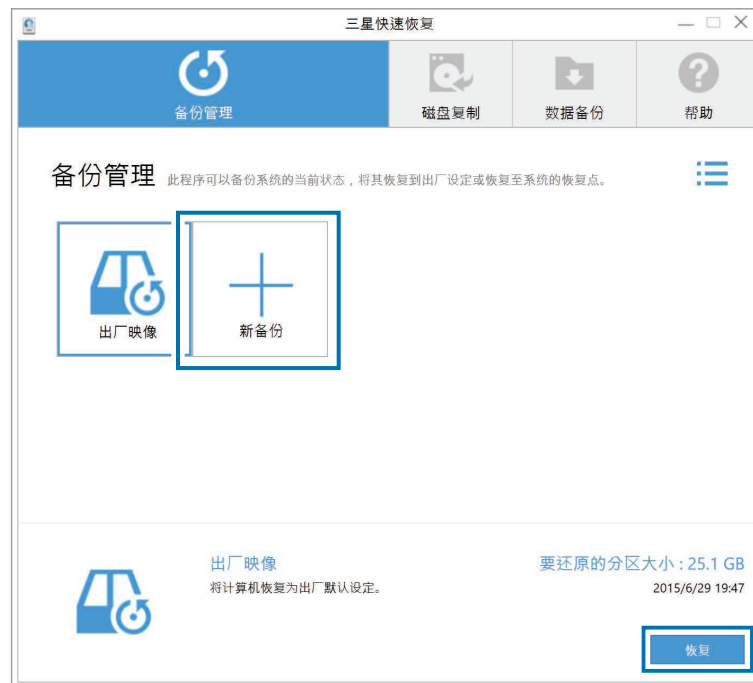 三星快速恢复
备份管理
磁盘复制
数据备份
帮助
备份管理 此程序可以备份系统的当前状态，将其恢复到出厂设定或恢复至系统的恢复点。
出厂映像
新备份
出厂映像
要还原的分区大小 : 25.1 GB
将计算机恢复为出厂默认设定。
2015/6/29 19:47
恢复